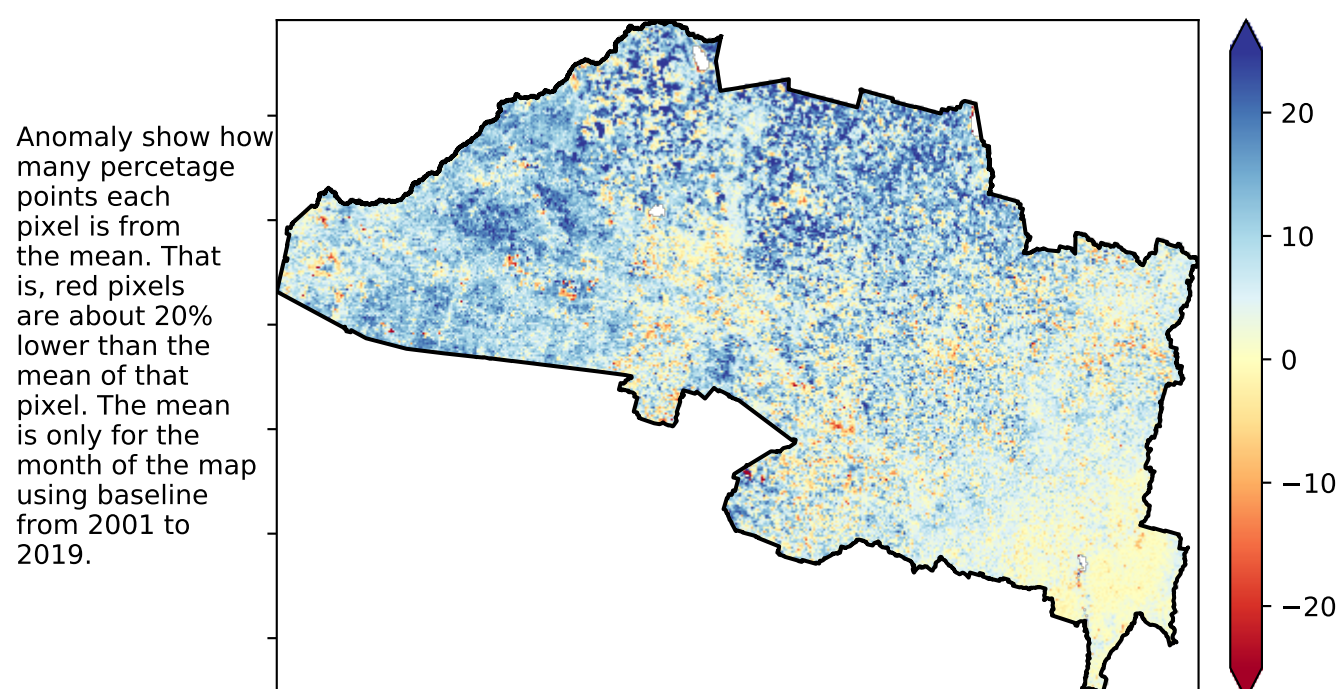 Anomaly show how
many percetage
points each
pixel is from
the mean. That
is, red pixels
are about 20%
lower than the
mean of that
pixel. The mean
is only for the
month of the map
using baseline
from 2001 to
2019.
20
10
0
−10
−20